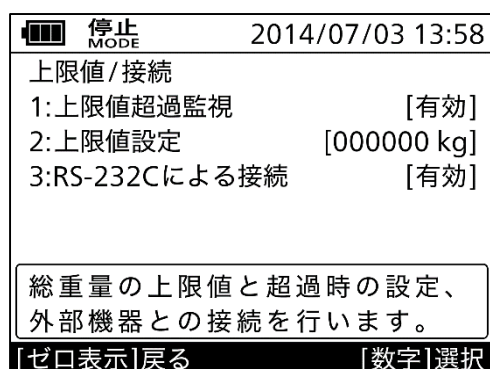 停止 2014/07/03 13:58
MODE
上限値/接続
1:上限値超過監視 [有効]
2:上限値設定 [000000 kg]
3:RS-232Cによる接続 [有効]
総重量の上限値と超過時の設定、
外部機器との接続を行います。
[ゼロ表示]戻る [数字]選択